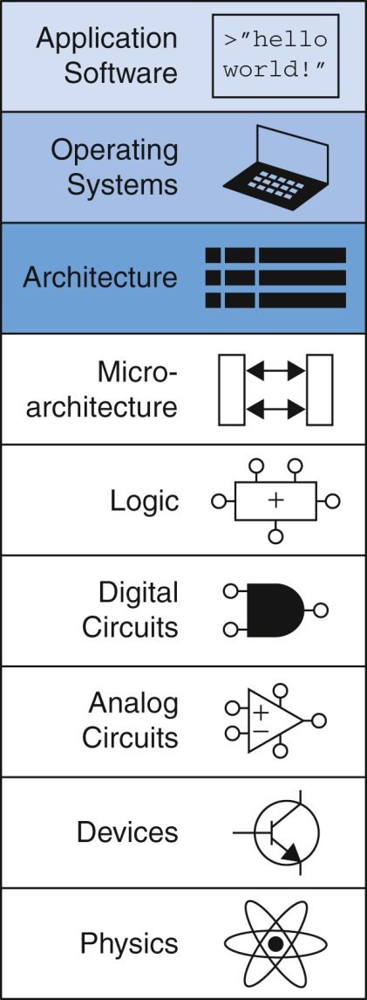 Application
Software
>"hello
world!"
Operating
Systems
Architecture
Micro-
architecture
Logic
+
Digital
Circuits
Analog
Circuits
+
−
Devices
Physics